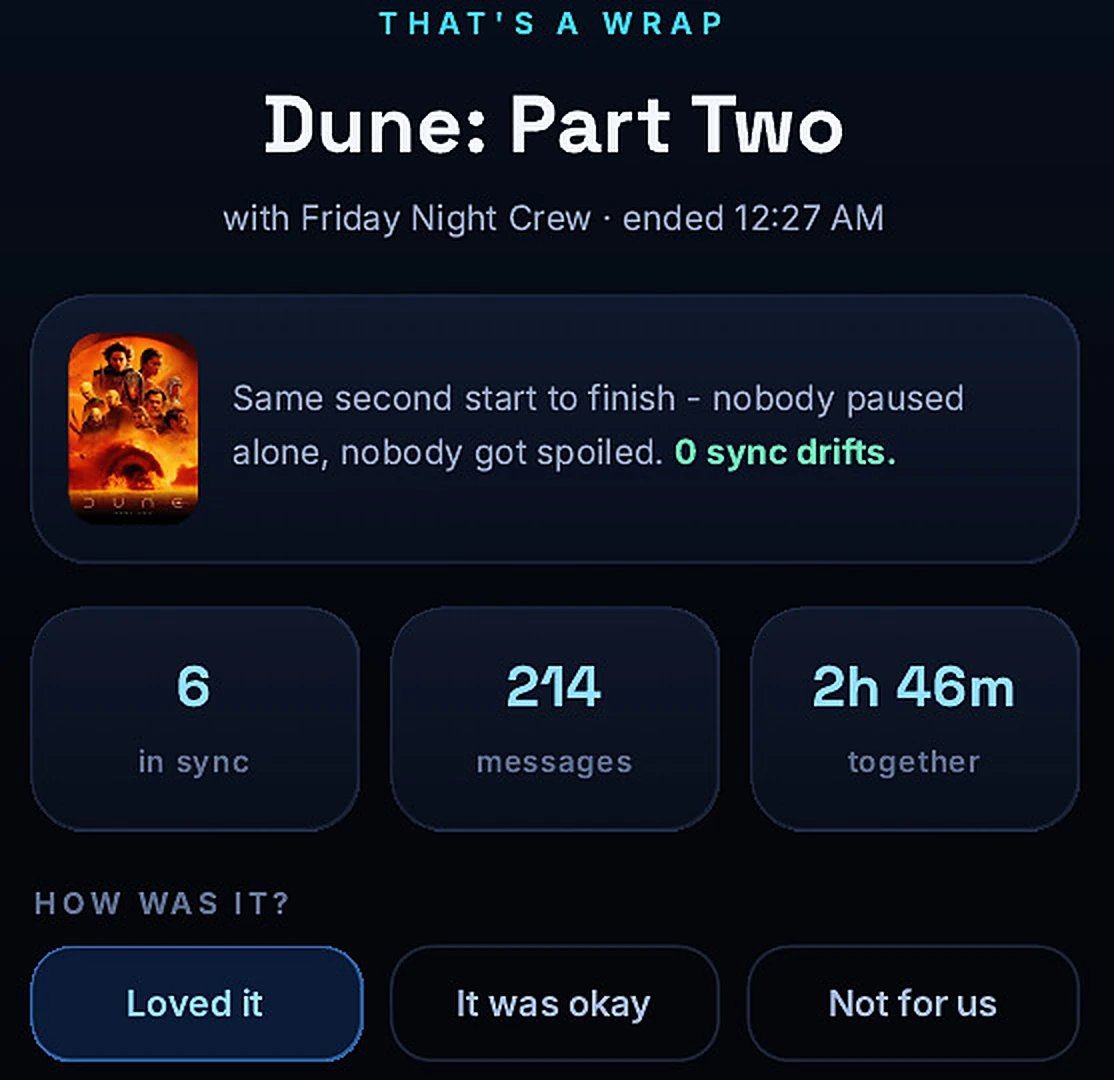 THAT'S A WRAP
Dune: Part Two
with Friday Night Crew · ended 12:27 AM
Same second start to finish - nobody paused
alone, nobody got spoiled. 0 sync drifts.
DUNE
6
214
2h 46m
in sync
messages
together
HOW WAS IT?
Loved it
It was okay
Not for us